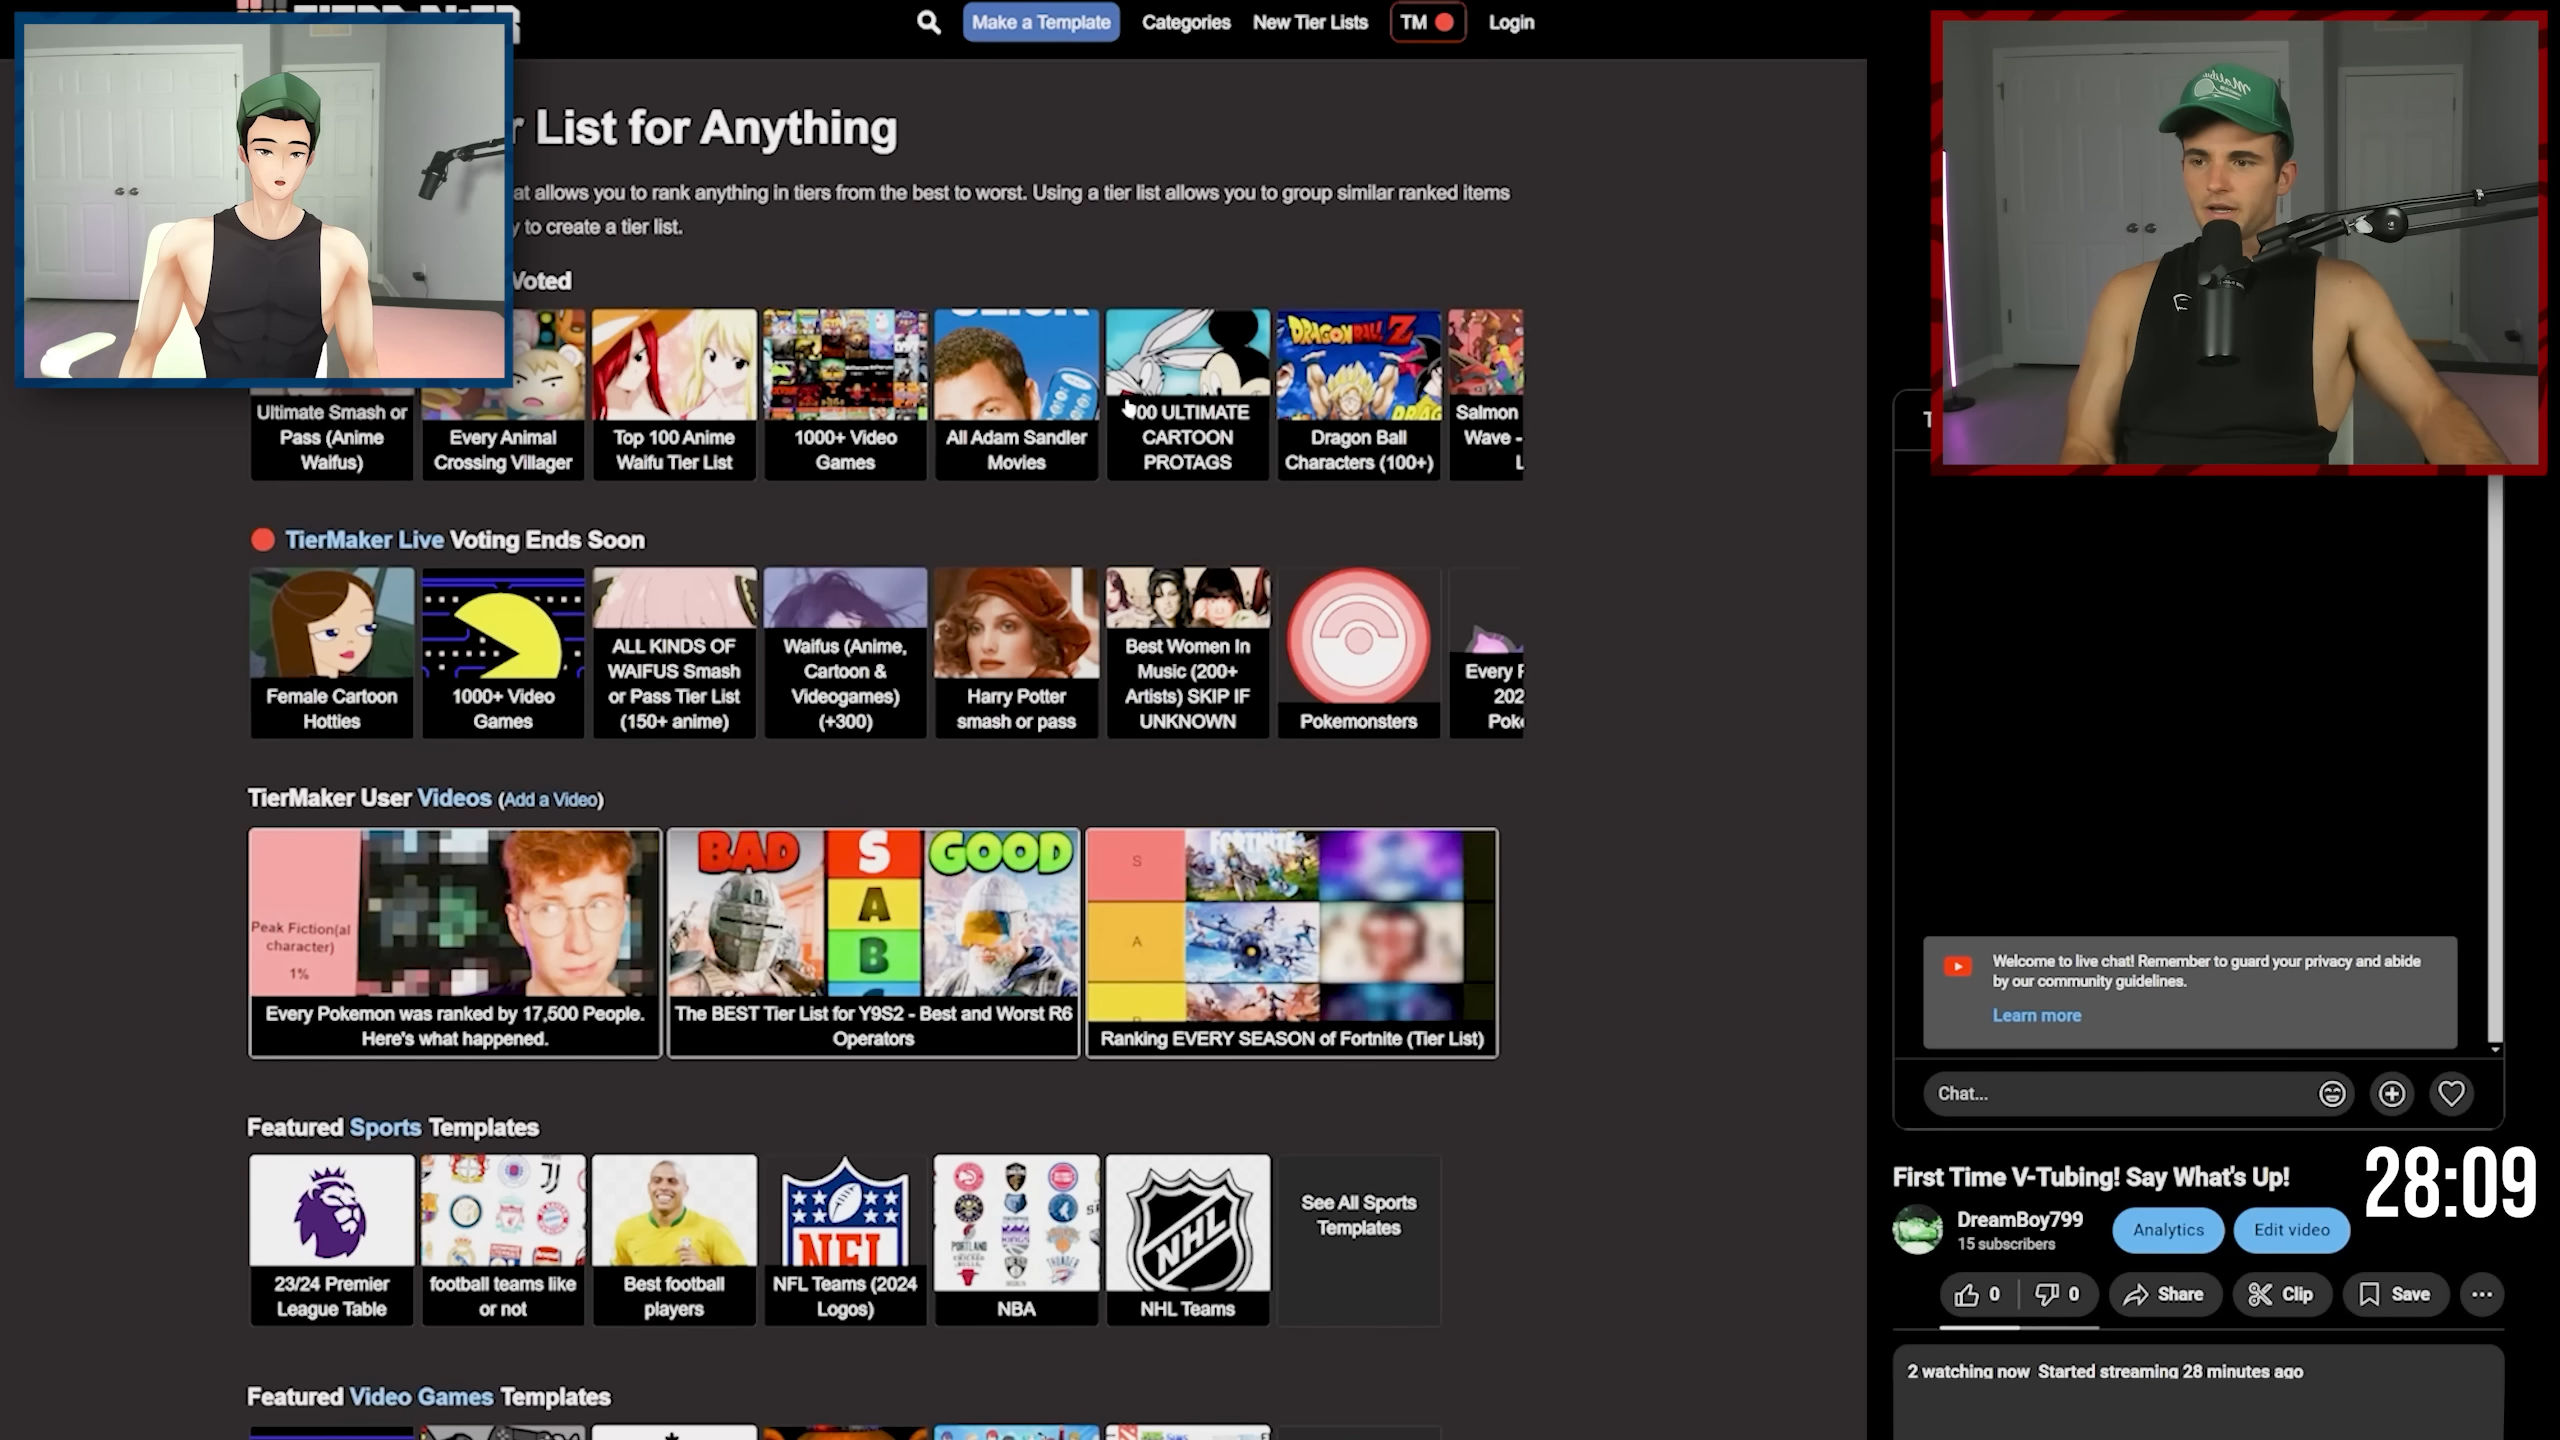 Make a Template
Categories
New Tier Lists
TM
Login
List for Anything
at allows you to rank anything in tiers from the best to worst. Using a tier list allows you to group similar ranked items
to create a tier list.
Voted
Ultimate Smash or
Pass (Anime
Waifus)
Every Animal
Crossing Villager
Top 100 Anime
Waifu Tier List
1000+ Video
Games
All Adam Sandler
Movies
00 ULTIMATE
CARTOON
PROTAGS
DRAGON BALL Z
Dragon Ball
Characters (100+)
Salmon
Wave -
TierMaker Live Voting Ends Soon
Female Cartoon
Hotties
1000+ Video
Games
ALL KINDS OF
WAIFUS Smash
or Pass Tier List
(150+ anime)
Waifus (Anime,
Cartoon &
Videogames)
(+300)
Harry Potter
smash or pass
Best Women In
Music (200+
Artists) SKIP IF
UNKNOWN
Pokemonsters
Every
202
Pok
TierMaker User Videos (Add a Video)
Peak Fiction(al
character)
1%
Every Pokemon was ranked by 17,500 People.
Here's what happened.
BAD
S
A
B
GOOD
The BEST Tier List for Y9S2 - Best and Worst R6
Operators
S
A
FORTNITE
Ranking EVERY SEASON of Fortnite (Tier List)
Featured Sports Templates
23/24 Premier
League Table
football teams like
or not
Best football
players
NFL
NFL Teams (2024
Logos)
NBA
NHL
NHL Teams
See All Sports
Templates
Featured Video Games Templates
Malibu
Welcome to live chat! Remember to guard your privacy and abide
by our community guidelines.
Learn more
Chat...
First Time V-Tubing! Say What's Up!
28:09
DreamBoy799
15 subscribers
Analytics
Edit video
0
0
Share
Clip
Save
2 watching now Started streaming 28 minutes ago